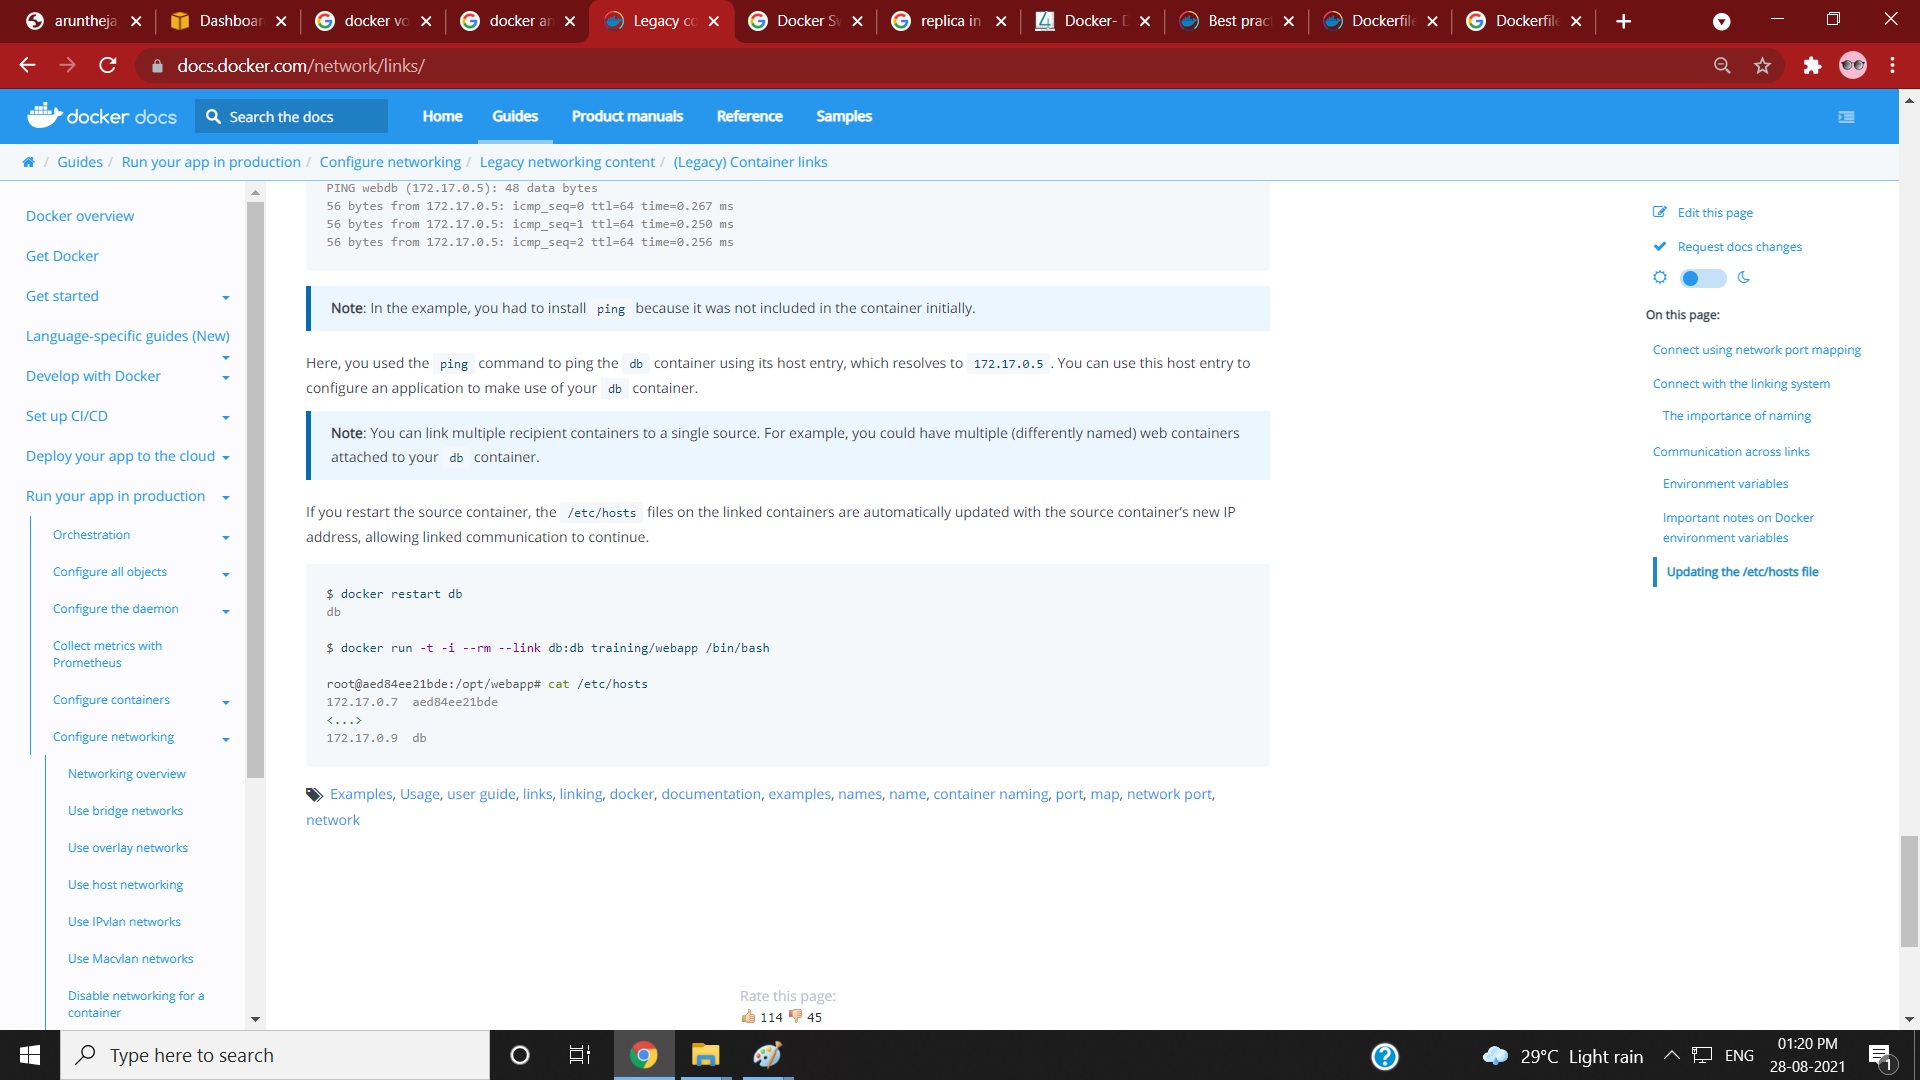 aruntheja
Dashboar
docker vo
docker an
Legacy co
Docker Sw
replica in
Docker- D
Best prac
Dockerfile
Dockerfile
docs.docker.com/network/links/
docker docs
Search the docs
Home
Guides
Product manuals
Reference
Samples
/ Guides / Run your app in production / Configure networking / Legacy networking content / (Legacy) Container links
Docker overview
Get Docker
Get started
Language-specific guides (New)
Develop with Docker
Set up CI/CD
Deploy your app to the cloud
Run your app in production
Orchestration
Configure all objects
Configure the daemon
Collect metrics with
Prometheus
Configure containers
Configure networking
Networking overview
Use bridge networks
Use overlay networks
Use host networking
Use IPvlan networks
Use Macvlan networks
Disable networking for a
container
PING webdb (172.17.0.5): 48 data bytes
56 bytes from 172.17.0.5: icmp_seq=0 ttl=64 time=0.267 ms
56 bytes from 172.17.0.5: icmp_seq=1 ttl=64 time=0.250 ms
56 bytes from 172.17.0.5: icmp_seq=2 ttl=64 time=0.256 ms
Note: In the example, you had to install ping because it was not included in the container initially.
Here, you used the ping command to ping the db container using its host entry, which resolves to 172.17.0.5 . You can use this host entry to
configure an application to make use of your db container.
Note: You can link multiple recipient containers to a single source. For example, you could have multiple (differently named) web containers
attached to your db container.
If you restart the source container, the /etc/hosts files on the linked containers are automatically updated with the source container's new IP
address, allowing linked communication to continue.
$ docker restart db
db
$ docker run -t -i --rm --link db:db training/webapp /bin/bash
root@aed84ee21bde:/opt/webapp# cat /etc/hosts
172.17.0.7 aed84ee21bde
<...>
172.17.0.9 db
Examples, Usage, user guide, links, linking, docker, documentation, examples, names, name, container naming, port, map, network port,
network
Rate this page:
114 45
Edit this page
Request docs changes
On this page:
Connect using network port mapping
Connect with the linking system
The importance of naming
Communication across links
Environment variables
Important notes on Docker
environment variables
Updating the /etc/hosts file
Type here to search
29°C Light rain
ENG
01:20 PM
28-08-2021
1